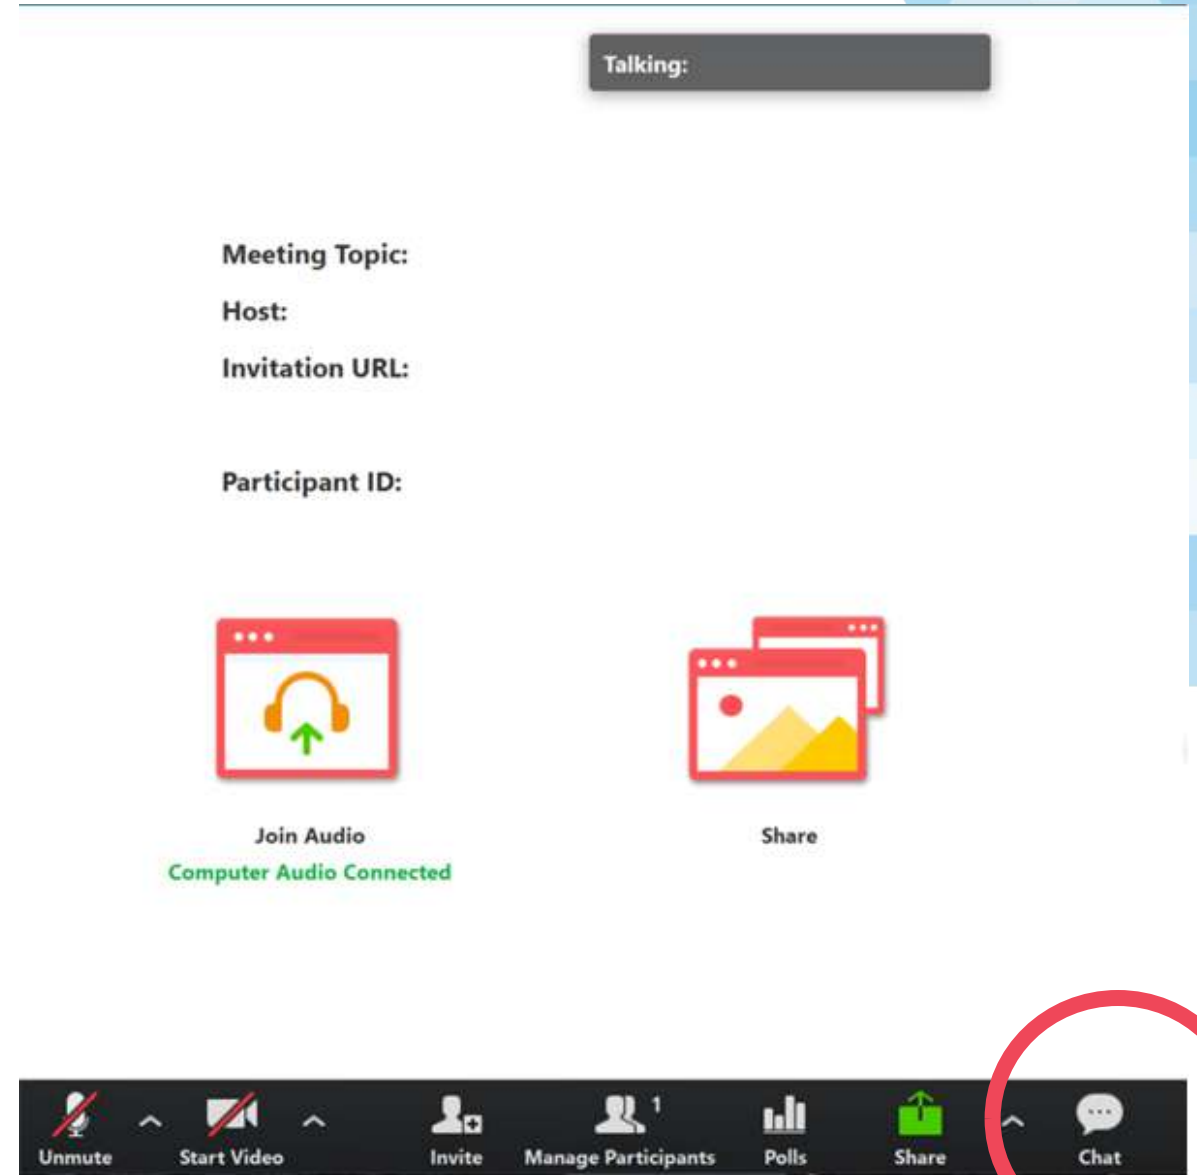 Talking:
Meeting Topic:
Host:
Invitation URL:
Participant ID:
Join Audio
Share
Computer Audio Connected
1
Unmute
Start Video
Invite
Manage Participants
Polls
Share
Chat